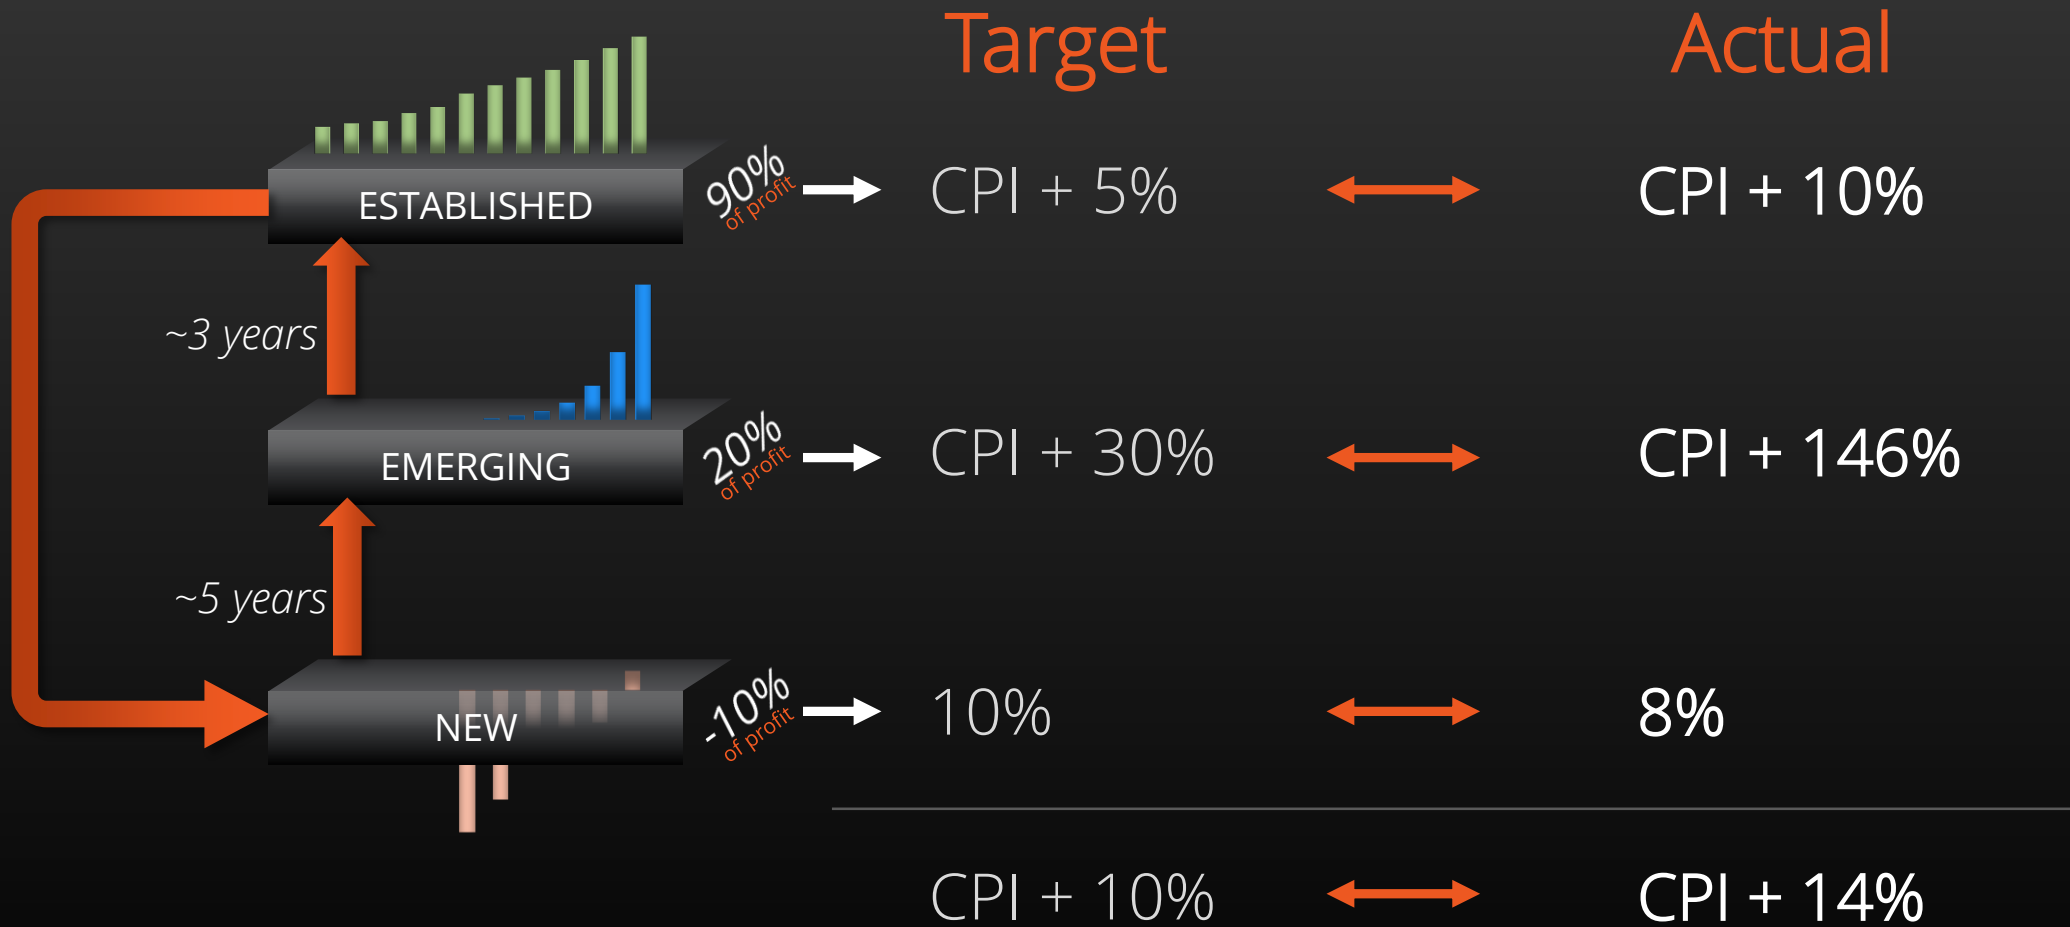 Target
Actual
ESTABLISHED
90%
of profit
CPI + 5%
CPI + 10%
~3 years
EMERGING
20%
of profit
CPI + 30%
CPI + 146%
~5 years
NEW
-10%
of profit
10%
8%
CPI + 10%
CPI + 14%